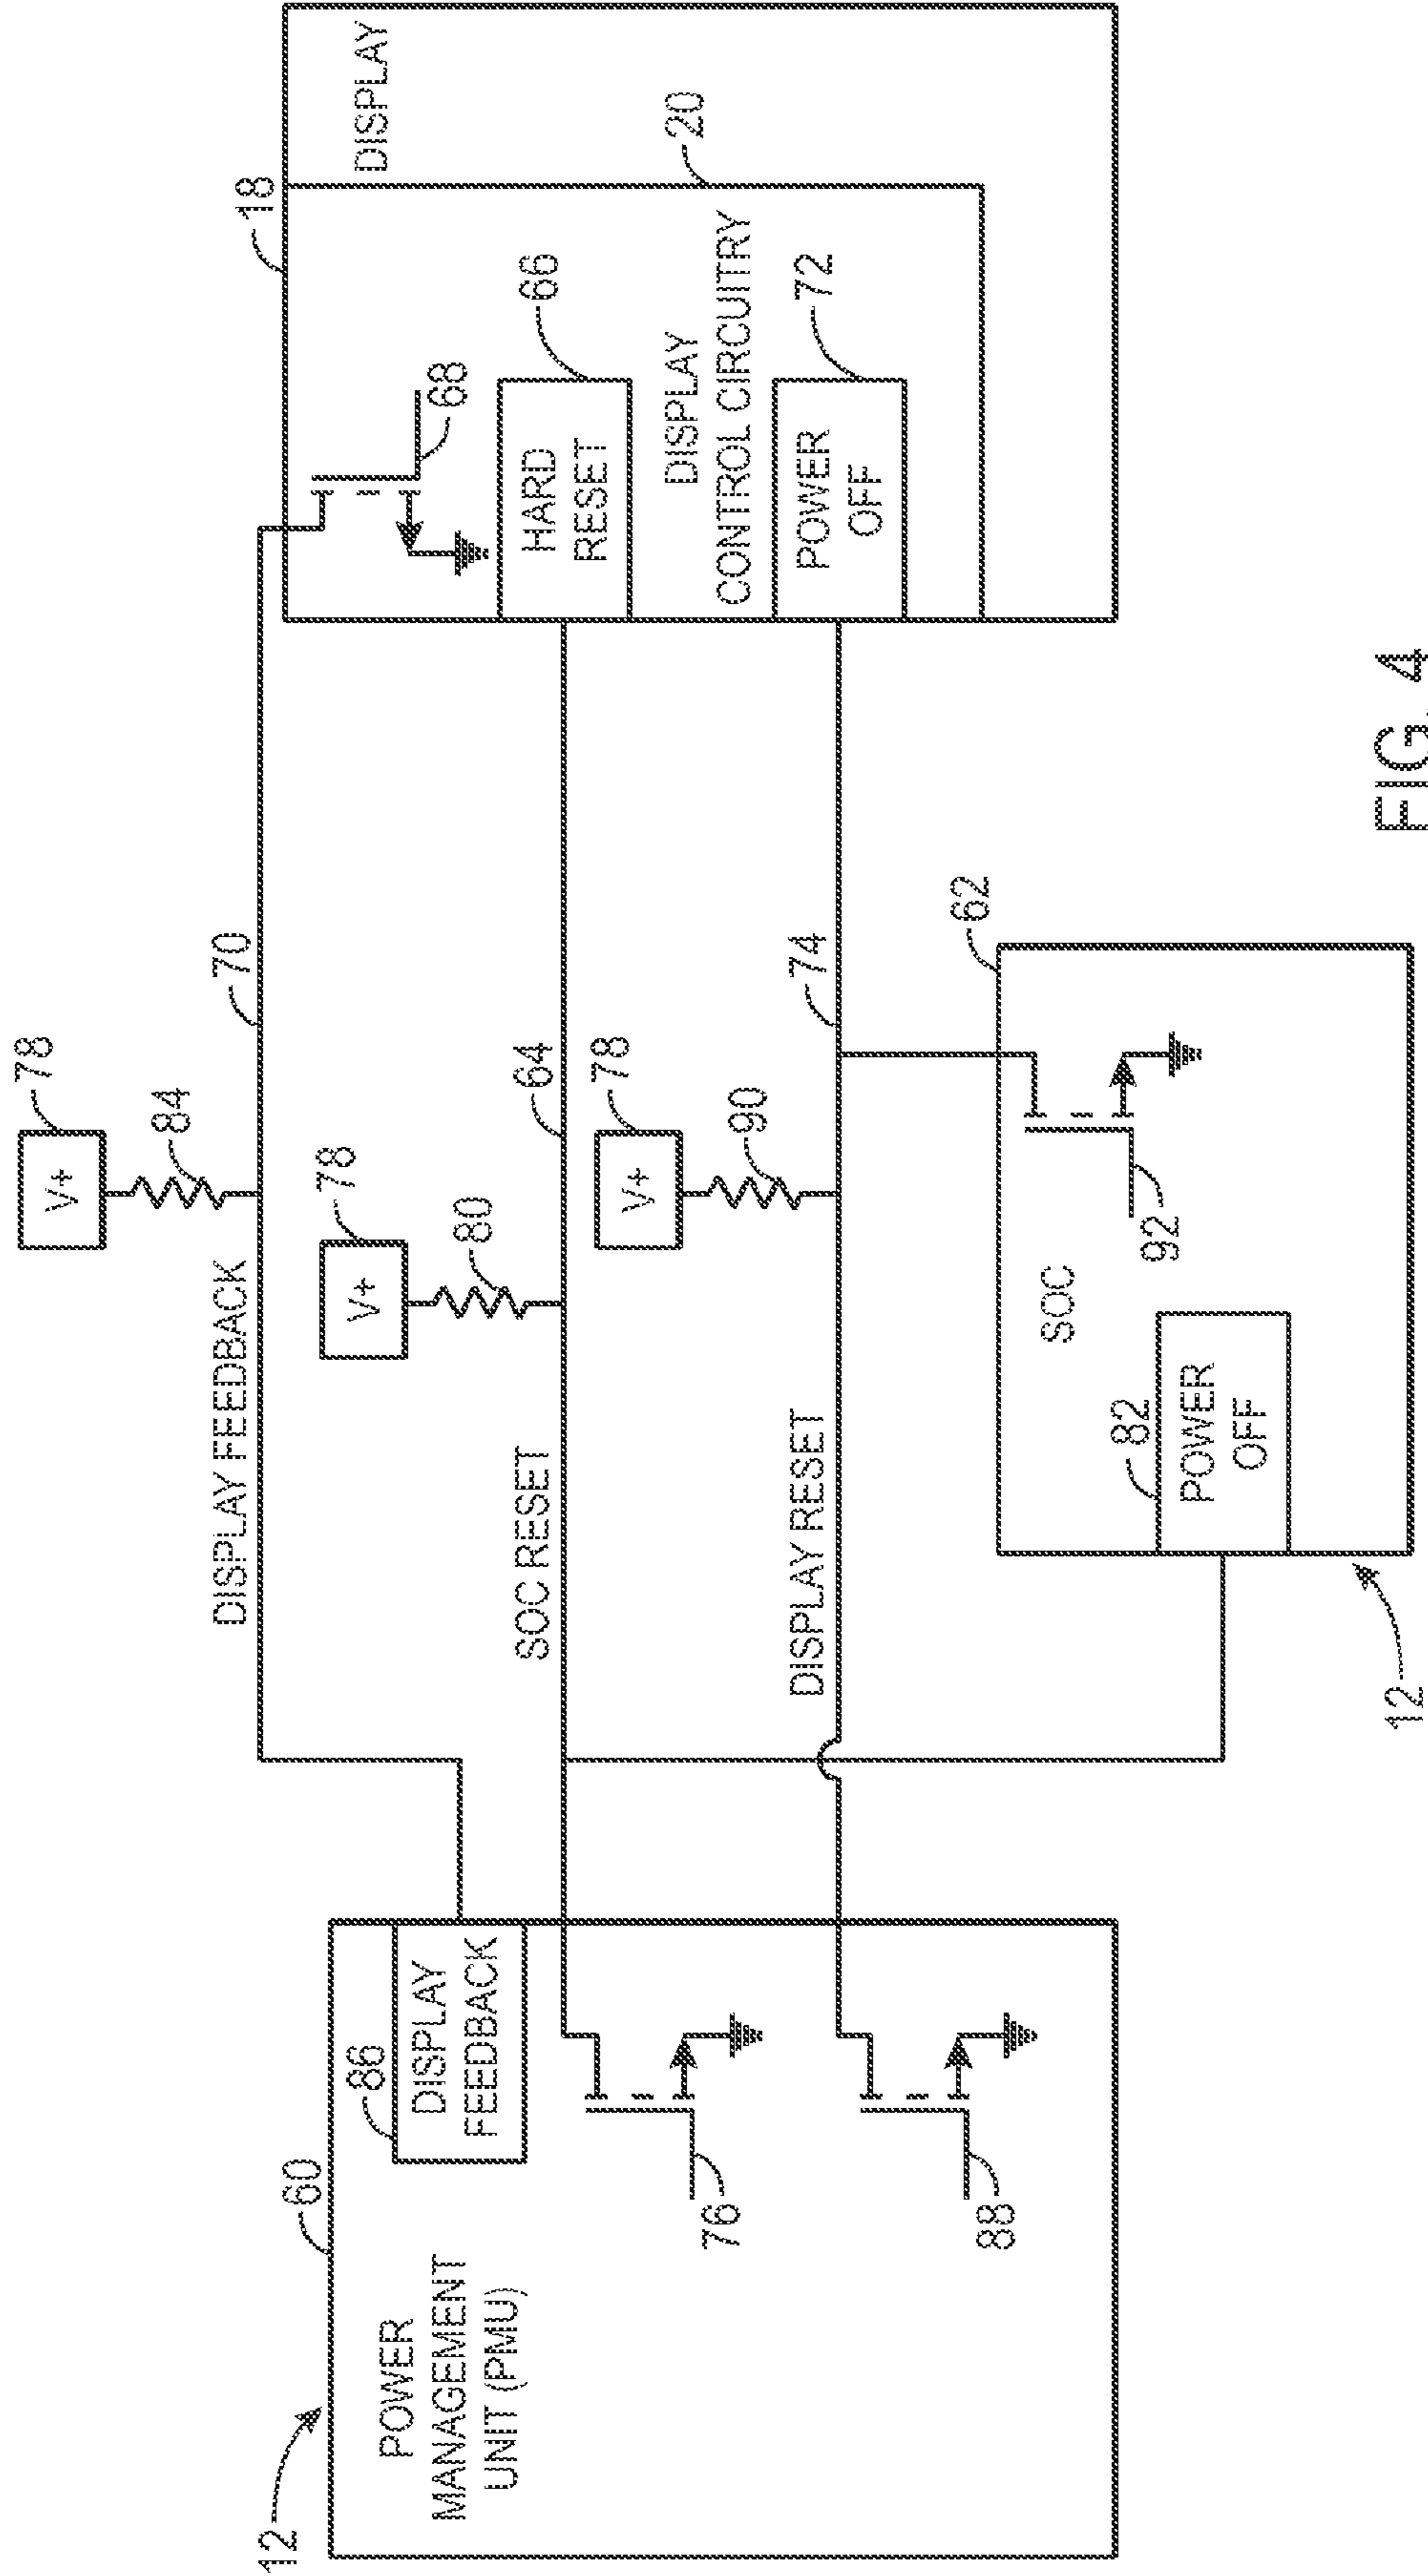 12
60
POWER
MANAGEMENT
UNIT (PMU)
86
DISPLAY
FEEDBACK
76
88
DISPLAY FEEDBACK
78
V+
84
70
SOC RESET
78
V+
80
64
DISPLAY RESET
78
V+
90
74
18
DISPLAY
68
20
HARD
RESET
66
DISPLAY
CONTROL CIRCUITRY
POWER
OFF
72
12
62
SOC
82
POWER
OFF
92
FIG. 4